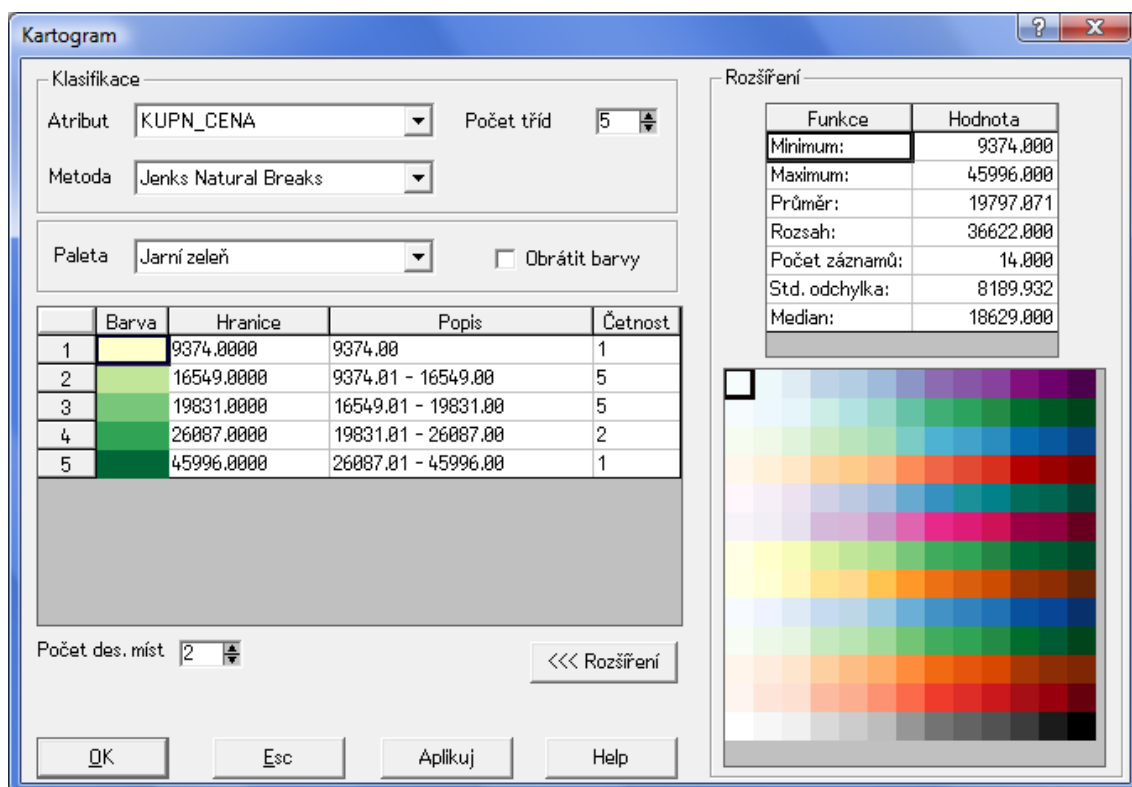 Kartogram
Klasifikace
Atribut KUPN_CENA Počet tříd 5
Metoda Jenks Natural Breaks
Paleta Jarní zeleň Obrátit barvy
Barva Hranice Popis Četnost
1 9374.0000 9374.00 1
2 16549.0000 9374.01 - 16549.00 5
3 19831.0000 16549.01 - 19831.00 5
4 26087.0000 19831.01 - 26087.00 2
5 45996.0000 26087.01 - 45996.00 1
Počet des. míst 2
<<< Rozšíření
OK Esc Aplikuj Help
Rozšíření
Funkce Hodnota
Minimum: 9374.000
Maximum: 45996.000
Průměr: 19797.071
Rozsah: 36622.000
Počet záznamů: 14.000
Std. odchylka: 8189.932
Median: 18629.000